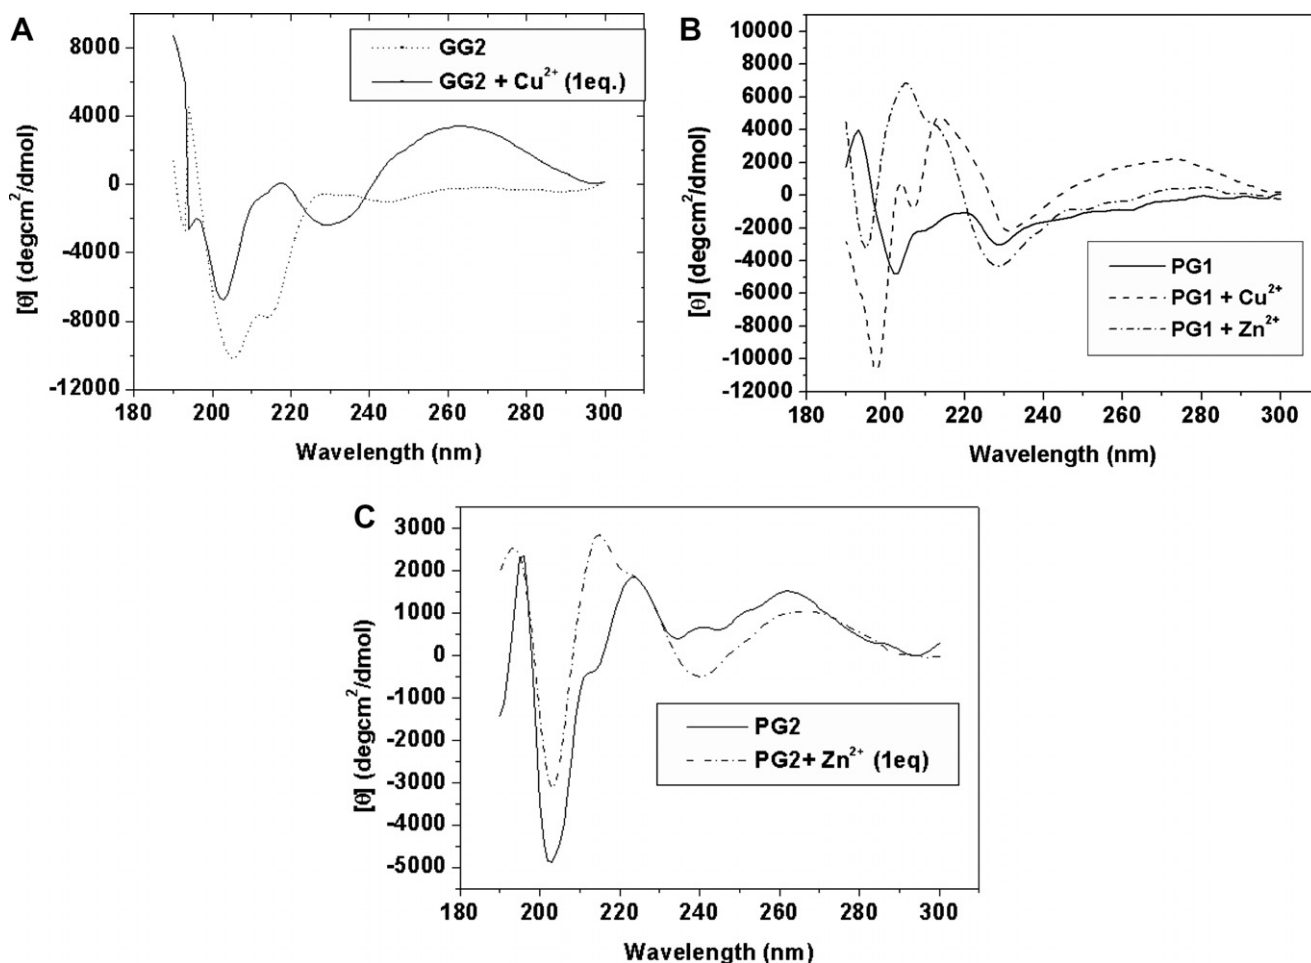 A
8000
4000
0
-4000
-8000
-12000
[θ] (degcm²/dmol)
GG2
GG2 + Cu²⁺ (1eq.)
180 200 220 240 260 280 300
Wavelength (nm)
B
10000
8000
6000
4000
2000
0
-2000
-4000
-6000
-8000
-10000
-12000
[θ] (degcm²/dmol)
PG1
PG1 + Cu²⁺
PG1 + Zn²⁺
180 200 220 240 260 280 300
Wavelength (nm)
C
3000
2000
1000
0
-1000
-2000
-3000
-4000
-5000
[θ] (degcm²/dmol)
PG2
PG2+ Zn²⁺ (1eq)
180 200 220 240 260 280 300
Wavelength (nm)